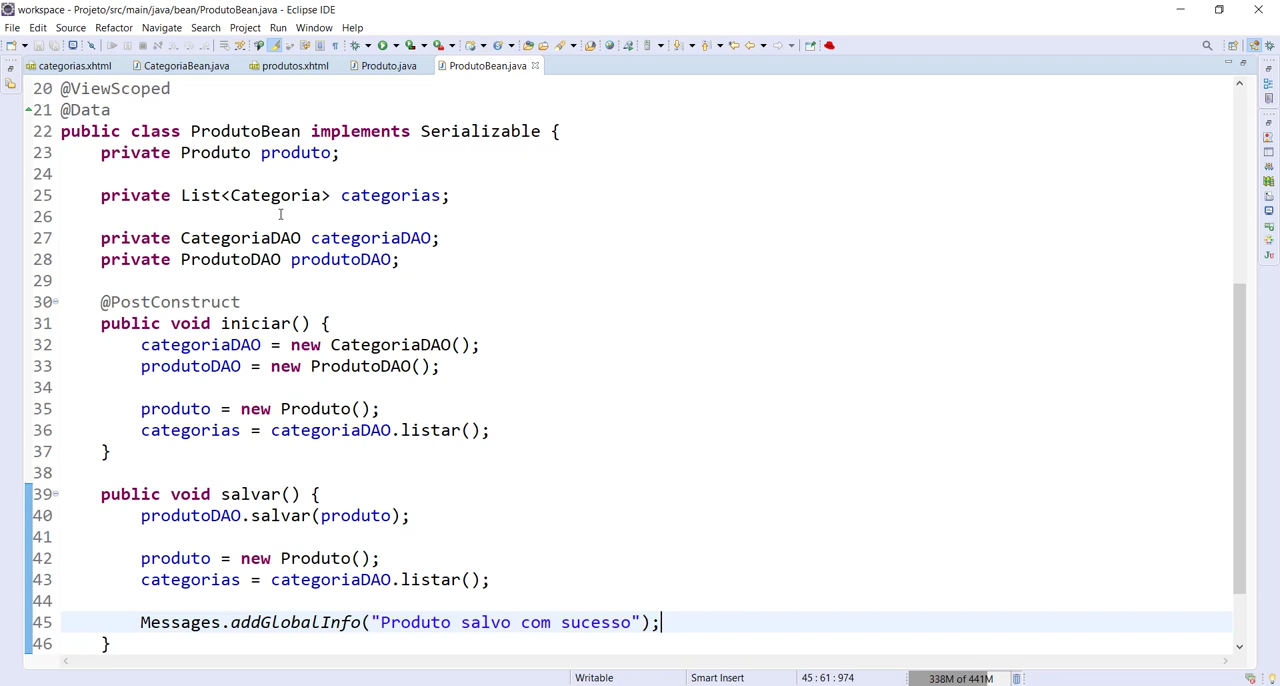 workspace - Projeto/src/main/java/bean/ProdutoBean.java - Eclipse IDE
File Edit Source Refactor Navigate Search Project Run Window Help
categorias.xhtml CategoriaBean.java produtos.xhtml Produto.java ProdutoBean.java
20 @ViewScoped
21 @Data
22 public class ProdutoBean implements Serializable {
23 private Produto produto;
24
25 private List<Categoria> categorias;
26
27 private CategoriaDAO categoriaDAO;
28 private ProdutoDAO produtoDAO;
29
30 @PostConstruct
31 public void iniciar() {
32 categoriaDAO = new CategoriaDAO();
33 produtoDAO = new ProdutoDAO();
34
35 produto = new Produto();
36 categorias = categoriaDAO.listar();
37 }
38
39 public void salvar() {
40 produtoDAO.salvar(produto);
41
42 produto = new Produto();
43 categorias = categoriaDAO.listar();
44
45 Messages.addGlobalInfo("Produto salvo com sucesso");
46 }
Writable Smart Insert 45 : 61 : 974 338M of 441M